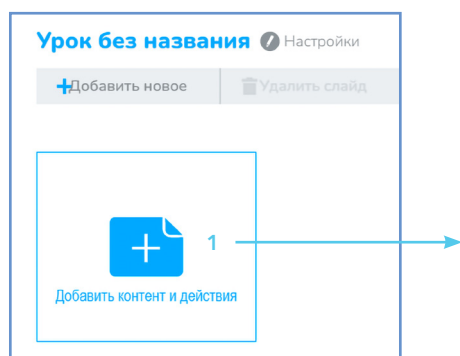 Урок без названия Настройки
Добавить новое Удалить слайд
1
Добавить контент и действия